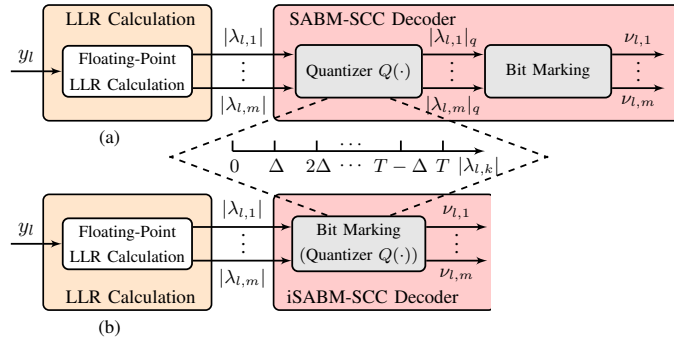 LLR Calculation SABM-SCC Decoder
y_l Floating-Point LLR Calculation |λ_{l,1}| ⋮ |λ_{l,m}| Quantizer Q(·) |λ_{l,1}|_q ⋮ |λ_{l,m}|_q Bit Marking ν_{l,1} ⋮ ν_{l,m}
(a)
0 Δ 2Δ ⋯ ⋯ T − Δ T |λ_{l,k}|
y_l Floating-Point LLR Calculation |λ_{l,1}| ⋮ |λ_{l,m}| Bit Marking (Quantizer Q(·)) ν_{l,1} ⋮ ν_{l,m}
LLR Calculation iSABM-SCC Decoder
(b)